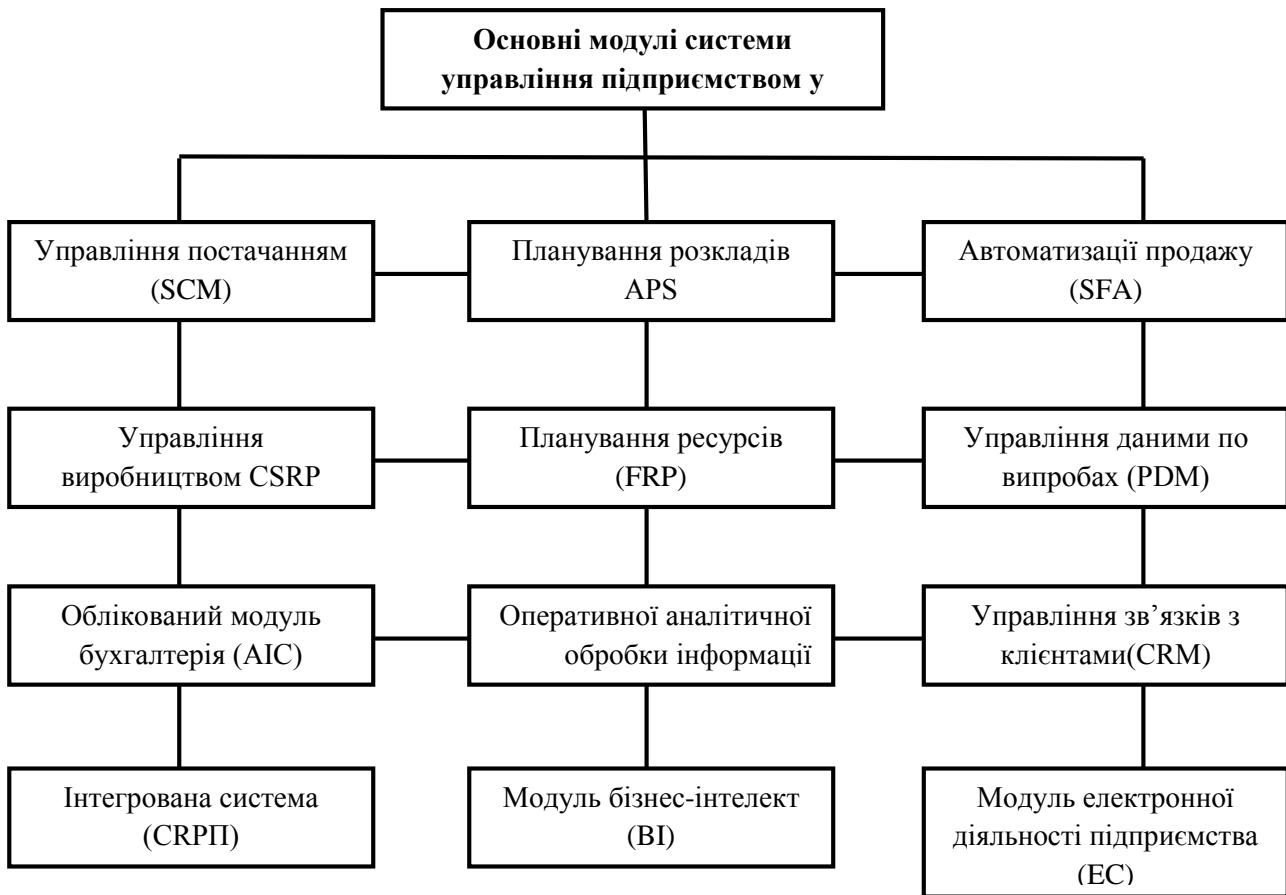 Основні модулі системи
управління підприємством у
Управління постачанням
(SCM)
Планування розкладів
APS
Автоматизації продажу
(SFA)
Управління
виробництвом CSRP
Планування ресурсів
(FRP)
Управління даними по
випробах (PDM)
Облікований модуль
бухгалтерія (АІС)
Оперативної аналітичної
обробки інформації
Управління зв’язків з
клієнтами(CRM)
Інтегрована система
(CRPП)
Модуль бізнес-інтелект
(BI)
Модуль електронної
діяльності підприємства
(EC)